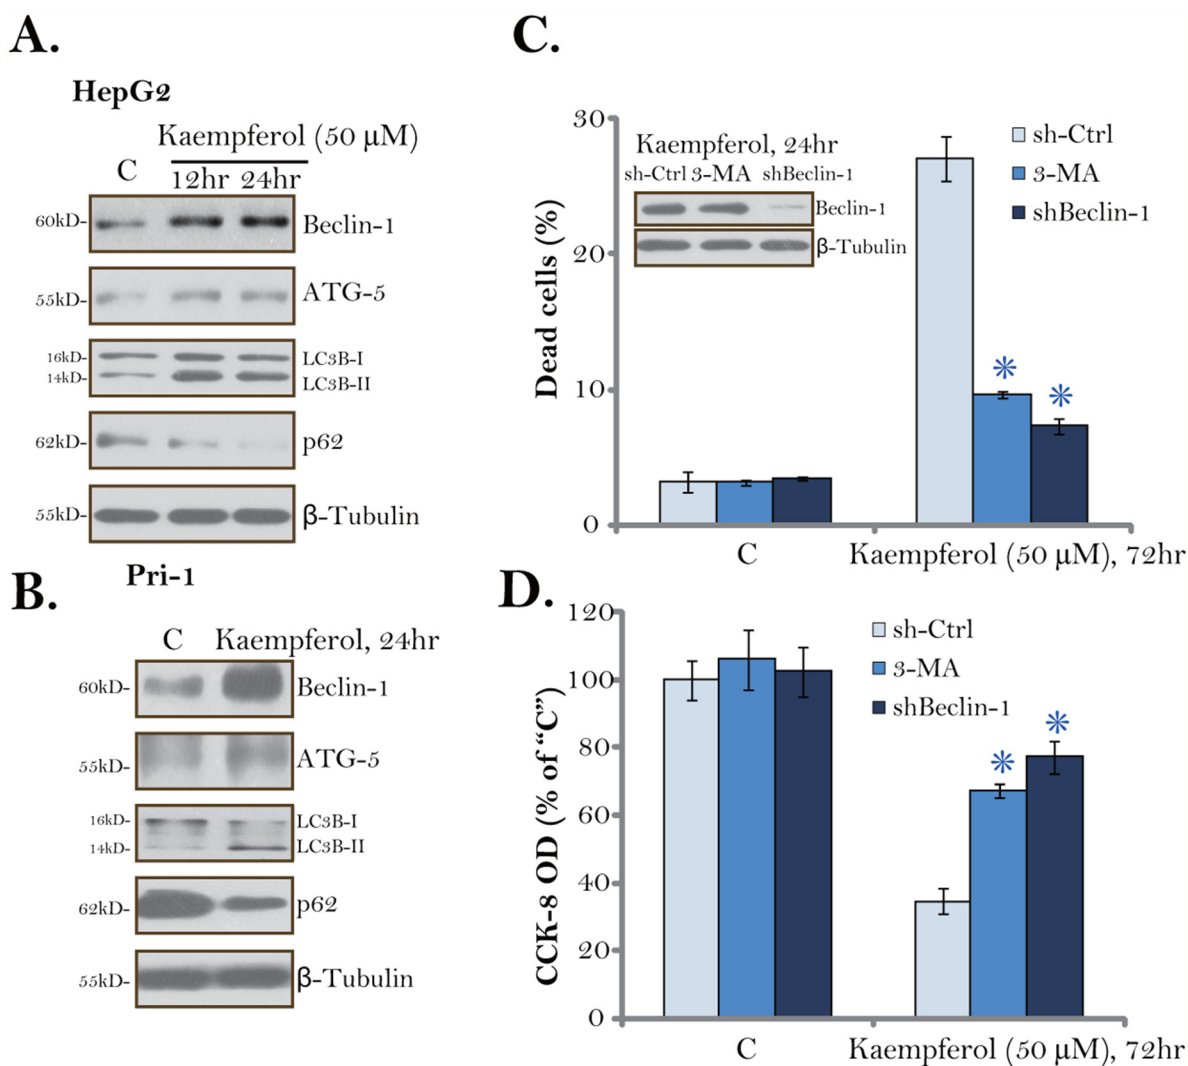 A.
HepG2
Kaempferol (50 µM)
C
12hr 24hr
60kD-
Beclin-1
55kD-
ATG-5
16kD-
LC3B-I
14kD-
LC3B-II
62kD-
p62
55kD-
β-Tubulin
B.
Pri-1
C Kaempferol, 24hr
60kD-
Beclin-1
55kD-
ATG-5
16kD-
LC3B-I
14kD-
LC3B-II
62kD-
p62
55kD-
β-Tubulin
C.
Dead cells (%)
30
20
10
0
Kaempferol, 24hr
sh-Ctrl 3-MA shBeclin-1
Beclin-1
β-Tubulin
sh-Ctrl
3-MA
shBeclin-1
*
*
C
Kaempferol (50 µM), 72hr
D.
CCK-8 OD (% of “C”)
120
100
80
60
40
20
0
sh-Ctrl
3-MA
shBeclin-1
*
*
C
Kaempferol (50 µM), 72hr